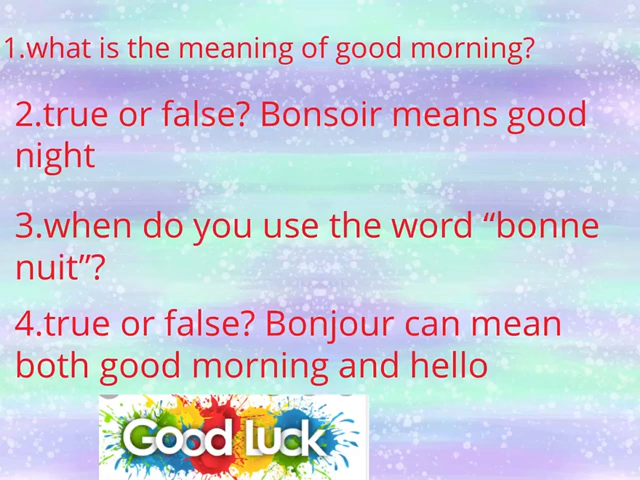 1.what is the meaning of good morning?
2.true or false? Bonsoir means good
night
3.when do you use the word “bonne
nuit”?
4.true or false? Bonjour can mean
both good morning and hello
Good Luck